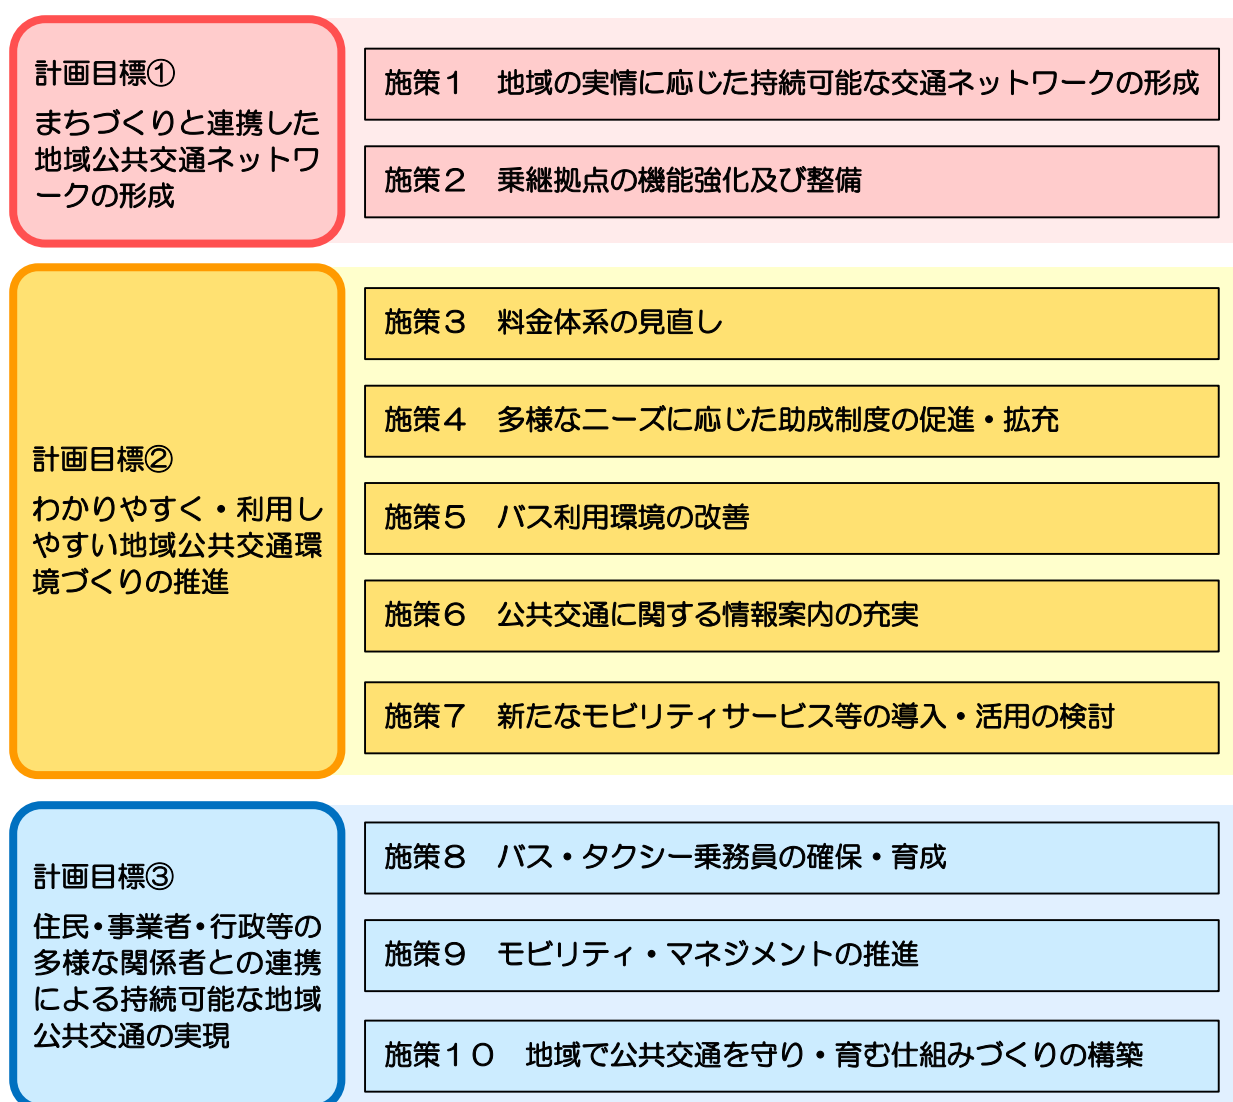 計画目標①
まちづくりと連携した
地域公共交通ネットワ
ークの形成
施策１　地域の実情に応じた持続可能な交通ネットワークの形成
施策２　乗継拠点の機能強化及び整備
計画目標②
わかりやすく・利用し
やすい地域公共交通環
境づくりの推進
施策３　料金体系の見直し
施策４　多様なニーズに応じた助成制度の促進・拡充
施策５　バス利用環境の改善
施策６　公共交通に関する情報案内の充実
施策７　新たなモビリティサービス等の導入・活用の検討
計画目標③
住民・事業者・行政等の
多様な関係者との連携
による持続可能な地域
公共交通の実現
施策８　バス・タクシー乗務員の確保・育成
施策９　モビリティ・マネジメントの推進
施策１０　地域で公共交通を守り・育む仕組みづくりの構築